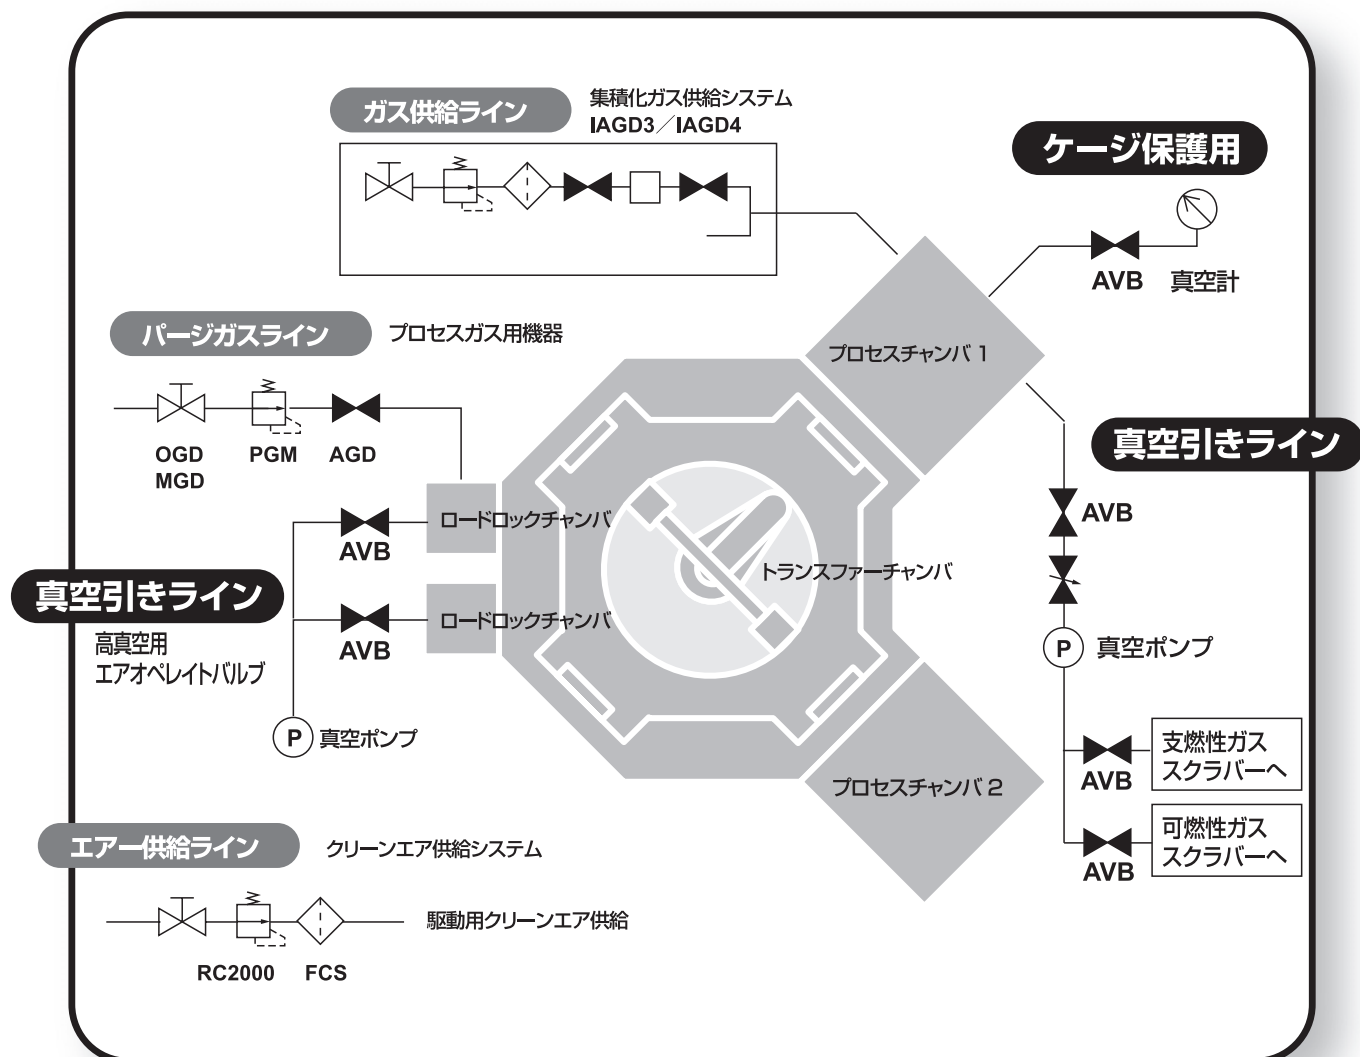 ガス供給ライン
集積化ガス供給システム
IAGD3／IAGD4
ケージ保護用
AVB
真空計
パージガスライン
プロセスガス用機器
プロセスチャンバ 1
OGD
MGD
PGM
AGD
真空引きライン
AVB
ロードロックチャンバ
AVB
トランスファーチャンバ
真空引きライン
高真空用
エアオペレイトバルブ
ロードロックチャンバ
AVB
P
真空ポンプ
P
真空ポンプ
支燃性ガス
スクラバーへ
AVB
プロセスチャンバ 2
可燃性ガス
スクラバーへ
AVB
エアー供給ライン
クリーンエア供給システム
駆動用クリーンエア供給
RC2000
FCS